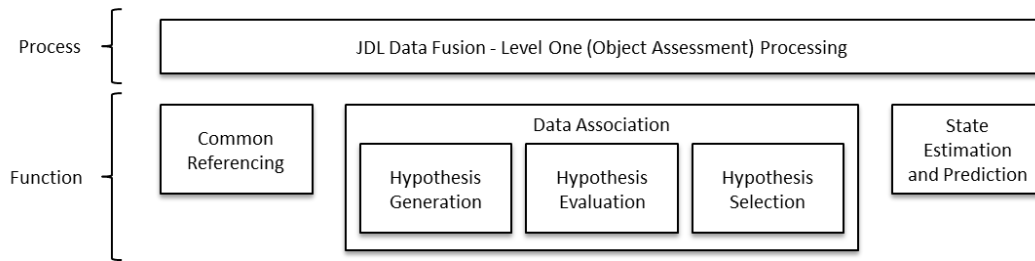 Process
JDL Data Fusion - Level One (Object Assessment) Processing
Function
Common
Referencing
Data Association
Hypothesis
Generation
Hypothesis
Evaluation
Hypothesis
Selection
State
Estimation
and Prediction